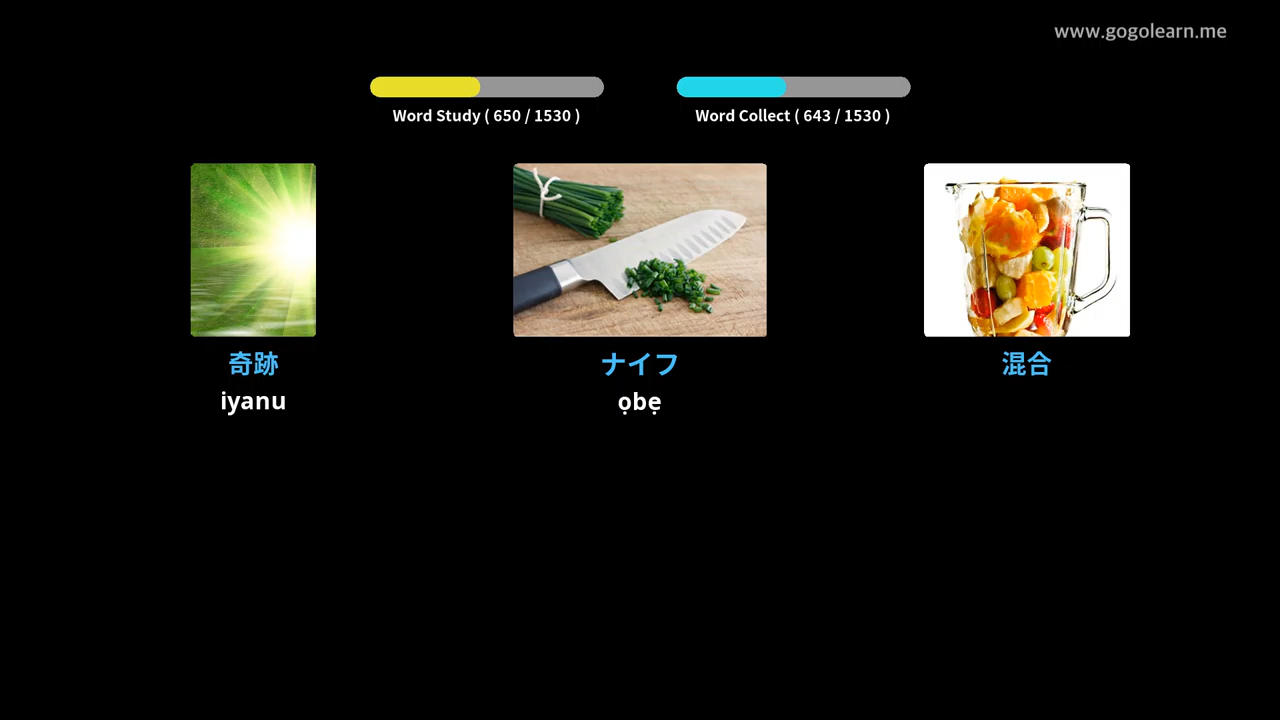 www.gogolearn.me
Word Study ( 650 / 1530 )
Word Collect ( 643 / 1530 )
奇跡
iyanu
ナイフ
ọbẹ
混合